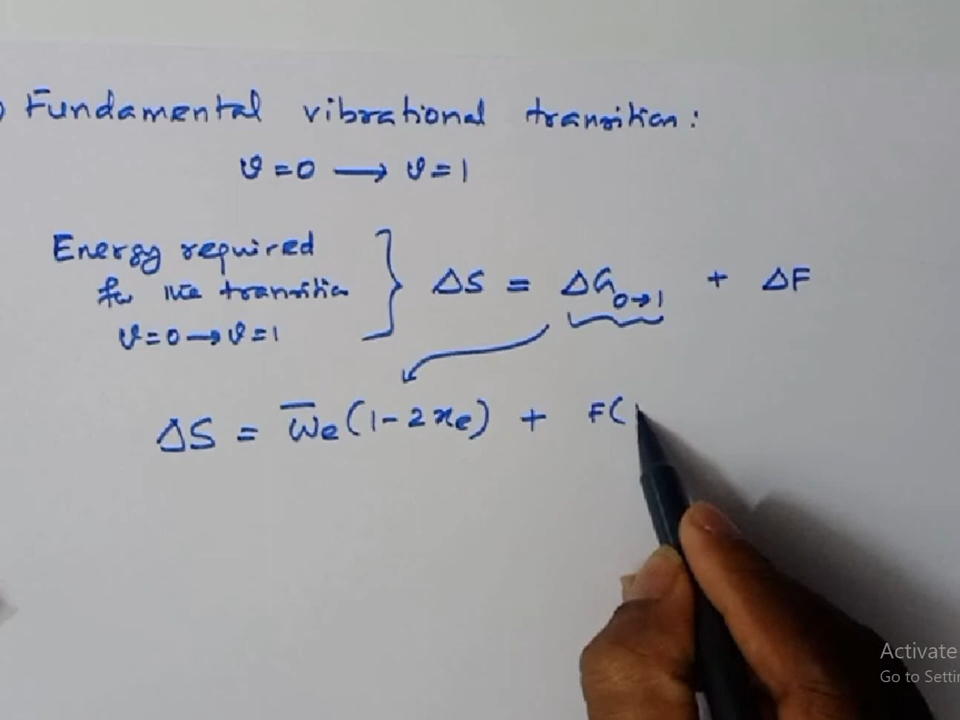 Fundamental vibrational transition:
ϑ=0 → ϑ=1
Energy required
for the transition
ϑ=0→ϑ=1
ΔS = ΔG₀→₁ + ΔF
ΔS = ω̅e(1-2xe) + F(
Activate
Go to Settin